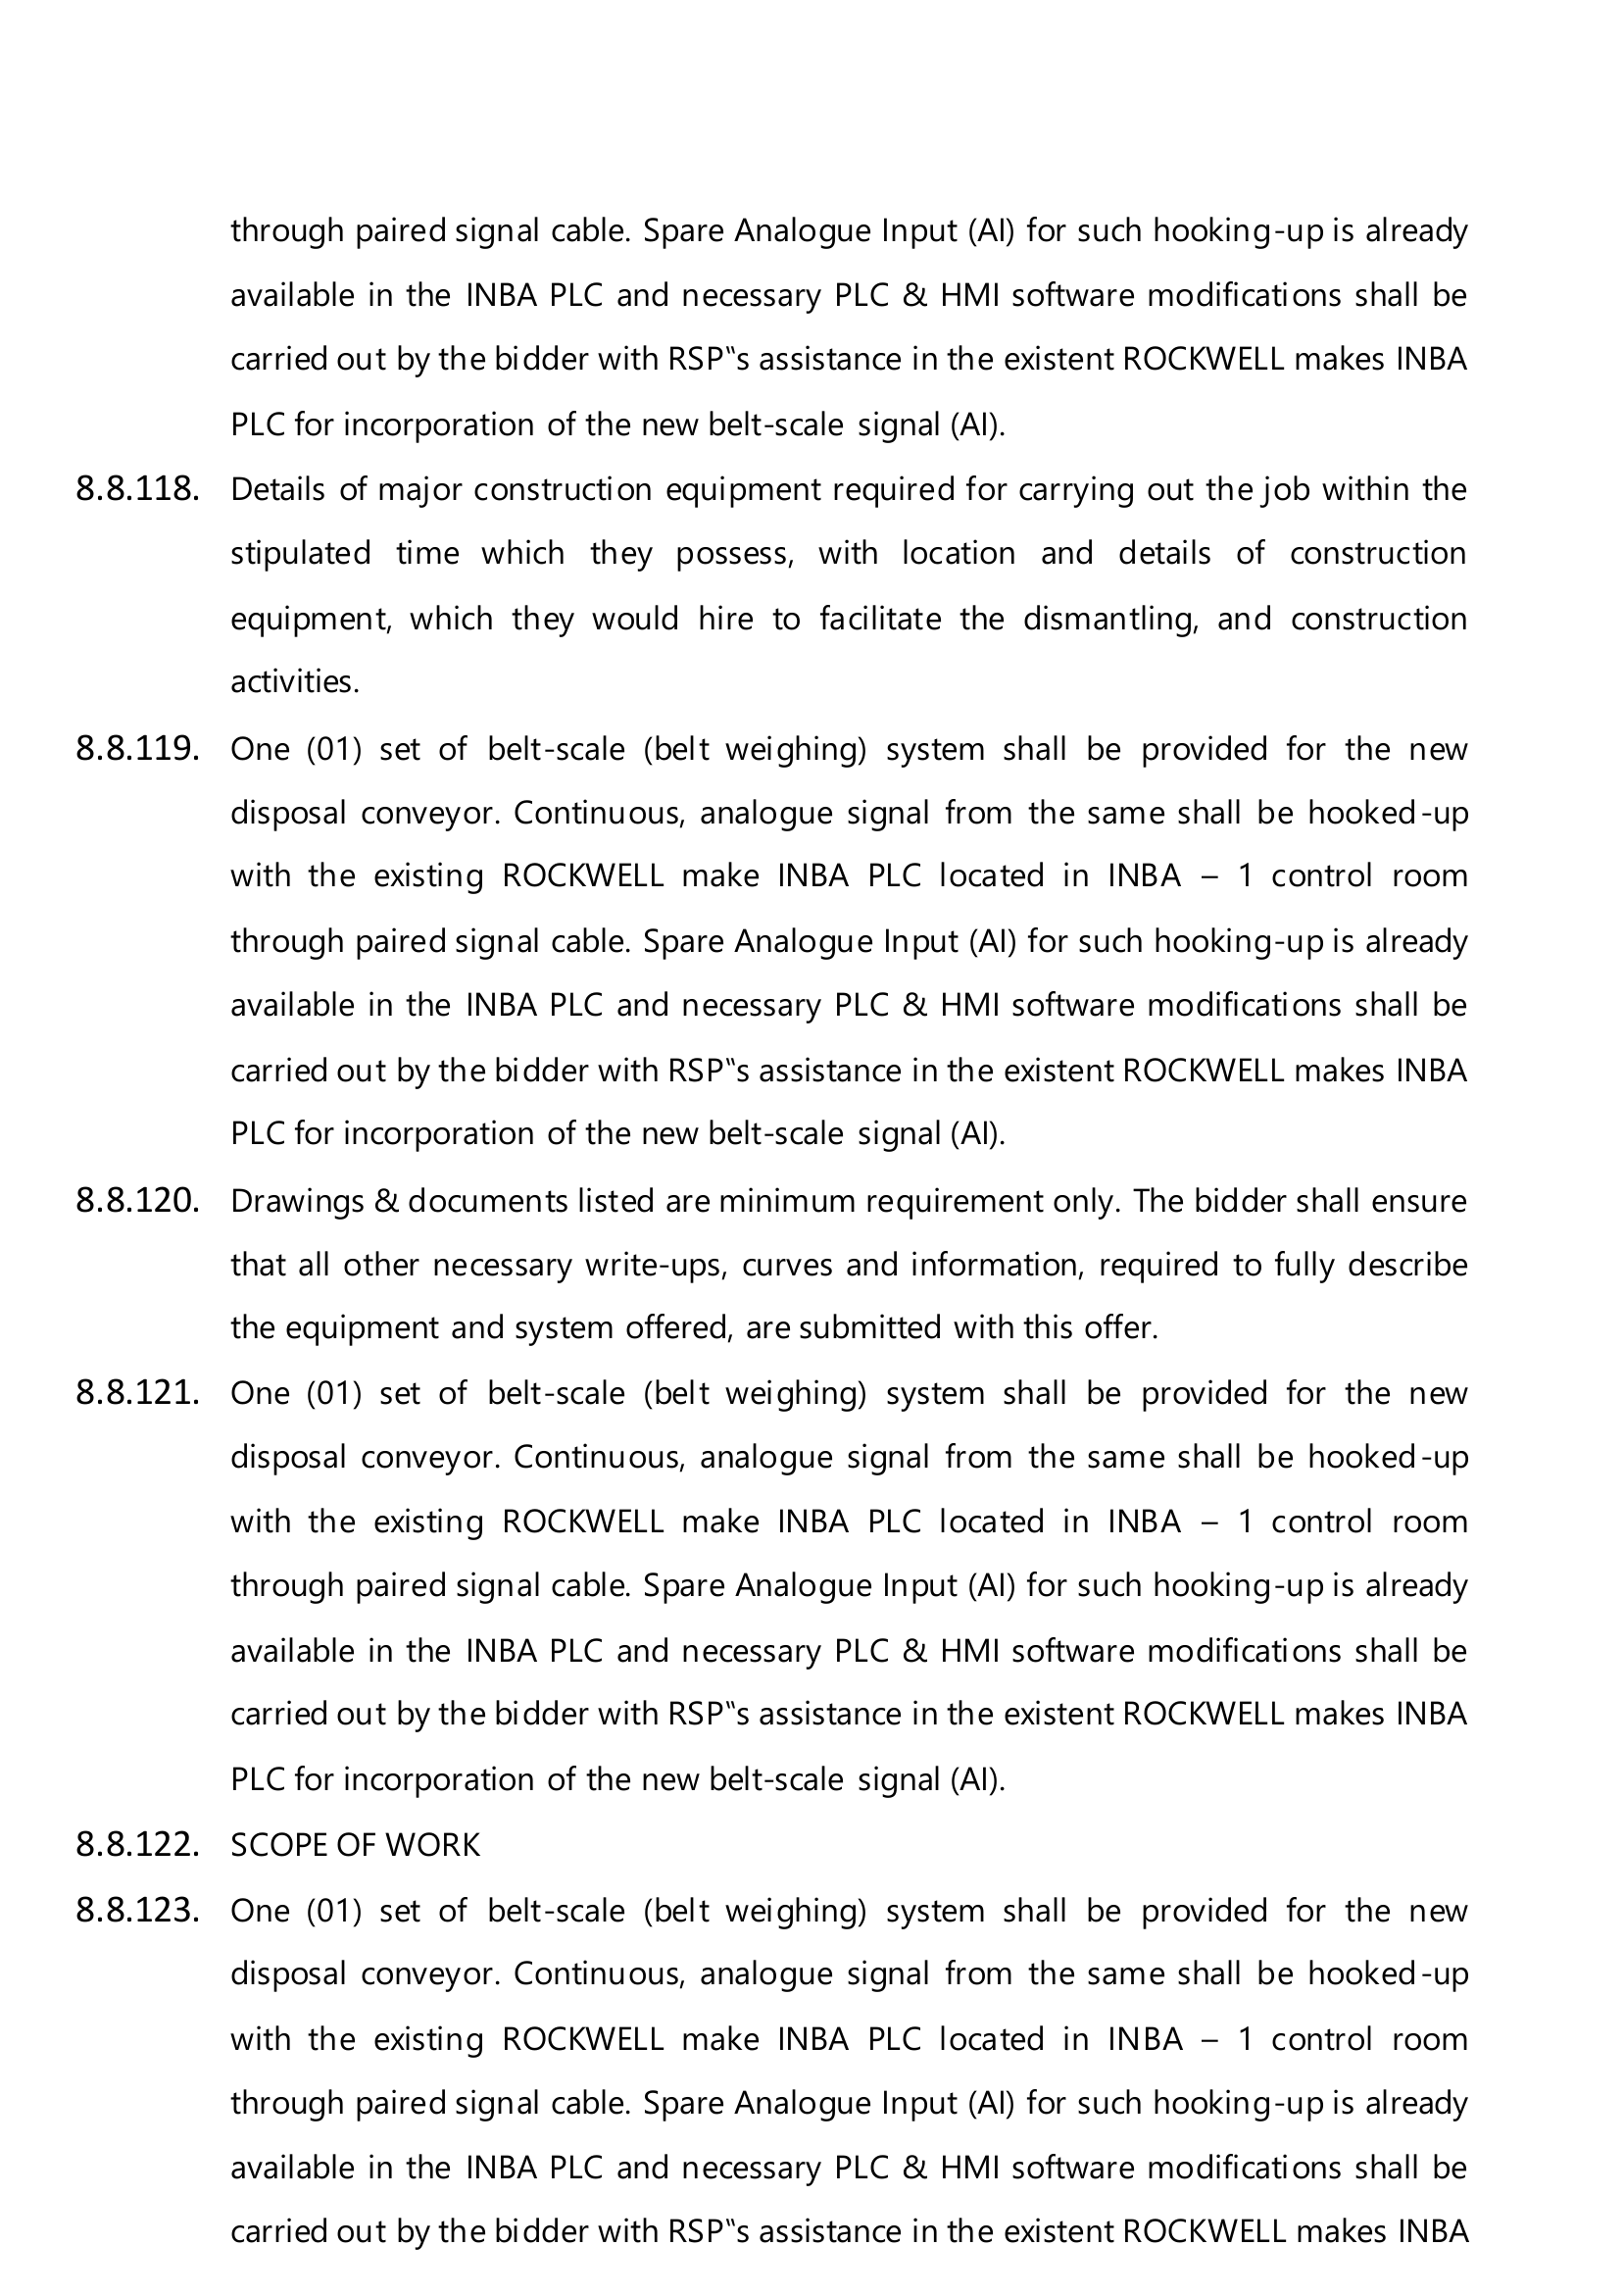 through paired signal cable. Spare Analogue Input (AI) for such hooking-up is already
available in the INBA PLC and necessary PLC & HMI software modifications shall be
carried out by the bidder with RSP‟s assistance in the existent ROCKWELL makes INBA
PLC for incorporation of the new belt-scale signal (AI).
8.8.118. Details of major construction equipment required for carrying out the job within the
stipulated time which they possess, with location and details of construction
equipment, which they would hire to facilitate the dismantling, and construction
activities.
8.8.119. One (01) set of belt-scale (belt weighing) system shall be provided for the new
disposal conveyor. Continuous, analogue signal from the same shall be hooked-up
with the existing ROCKWELL make INBA PLC located in INBA – 1 control room
through paired signal cable. Spare Analogue Input (AI) for such hooking-up is already
available in the INBA PLC and necessary PLC & HMI software modifications shall be
carried out by the bidder with RSP‟s assistance in the existent ROCKWELL makes INBA
PLC for incorporation of the new belt-scale signal (AI).
8.8.120. Drawings & documents listed are minimum requirement only. The bidder shall ensure
that all other necessary write-ups, curves and information, required to fully describe
the equipment and system offered, are submitted with this offer.
8.8.121. One (01) set of belt-scale (belt weighing) system shall be provided for the new
disposal conveyor. Continuous, analogue signal from the same shall be hooked-up
with the existing ROCKWELL make INBA PLC located in INBA – 1 control room
through paired signal cable. Spare Analogue Input (AI) for such hooking-up is already
available in the INBA PLC and necessary PLC & HMI software modifications shall be
carried out by the bidder with RSP‟s assistance in the existent ROCKWELL makes INBA
PLC for incorporation of the new belt-scale signal (AI).
8.8.122. SCOPE OF WORK
8.8.123. One (01) set of belt-scale (belt weighing) system shall be provided for the new
disposal conveyor. Continuous, analogue signal from the same shall be hooked-up
with the existing ROCKWELL make INBA PLC located in INBA – 1 control room
through paired signal cable. Spare Analogue Input (AI) for such hooking-up is already
available in the INBA PLC and necessary PLC & HMI software modifications shall be
carried out by the bidder with RSP‟s assistance in the existent ROCKWELL makes INBA